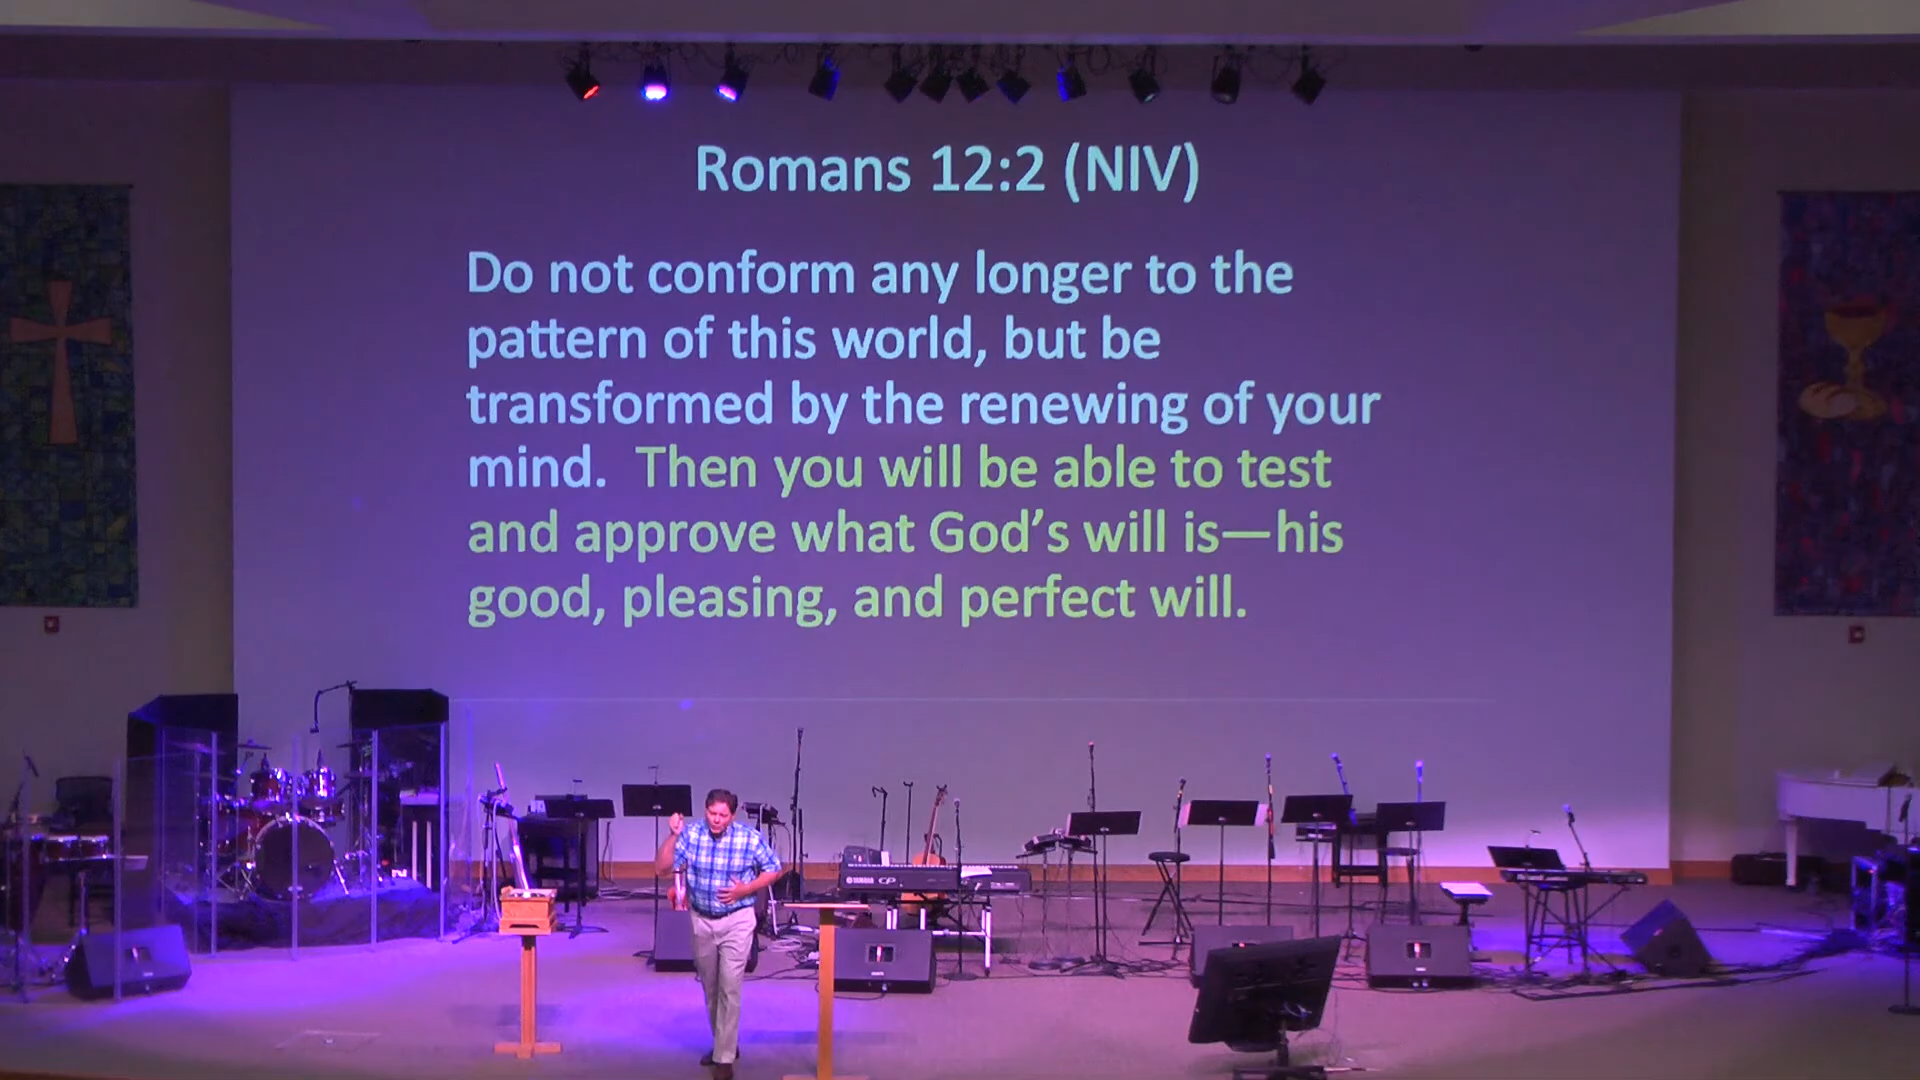 Romans 12:2 (NIV)
Do not conform any longer to the
pattern of this world, but be
transformed by the renewing of your
mind.  Then you will be able to test
and approve what God’s will is—his
good, pleasing, and perfect will.
YAMAHA CP